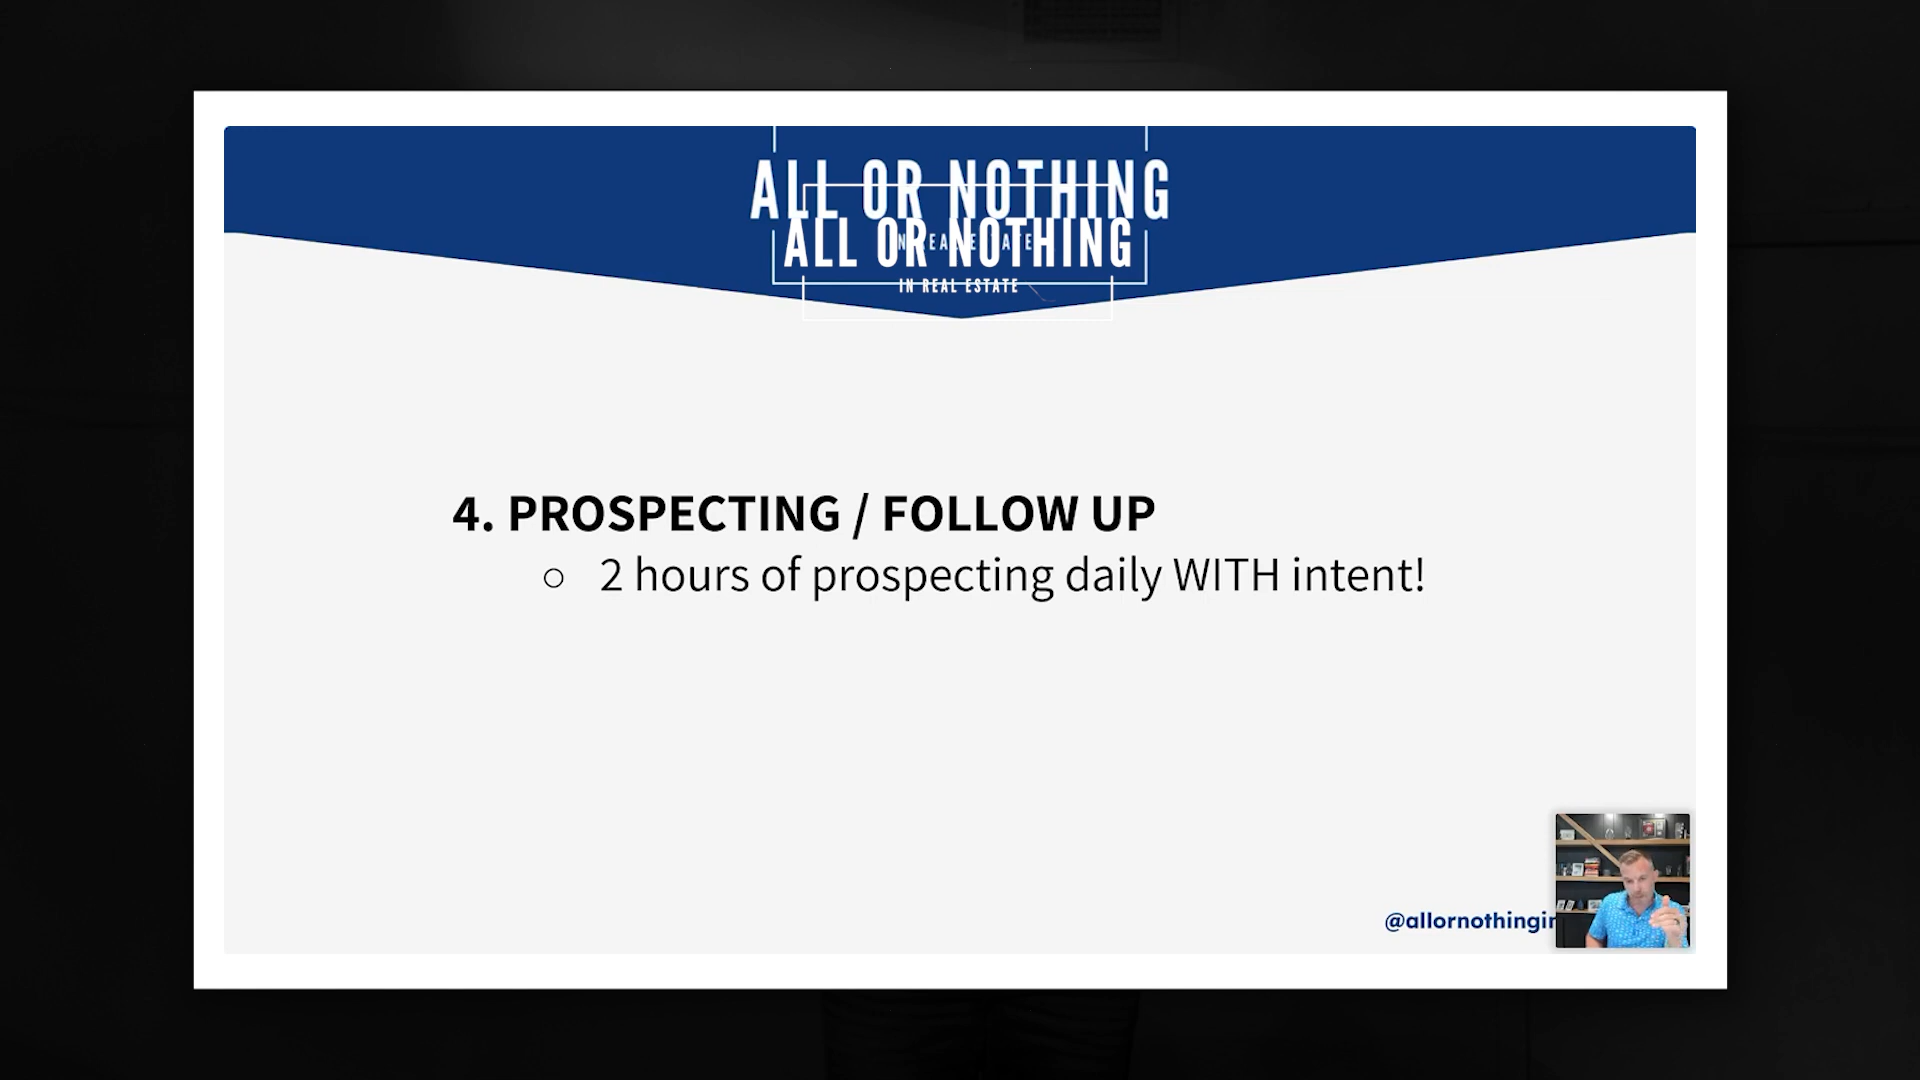 ALL OR NOTHING
ALL OR NOTHING
IN REAL ESTATE
4. PROSPECTING / FOLLOW UP
○ 2 hours of prospecting daily WITH intent!
@allornothingin